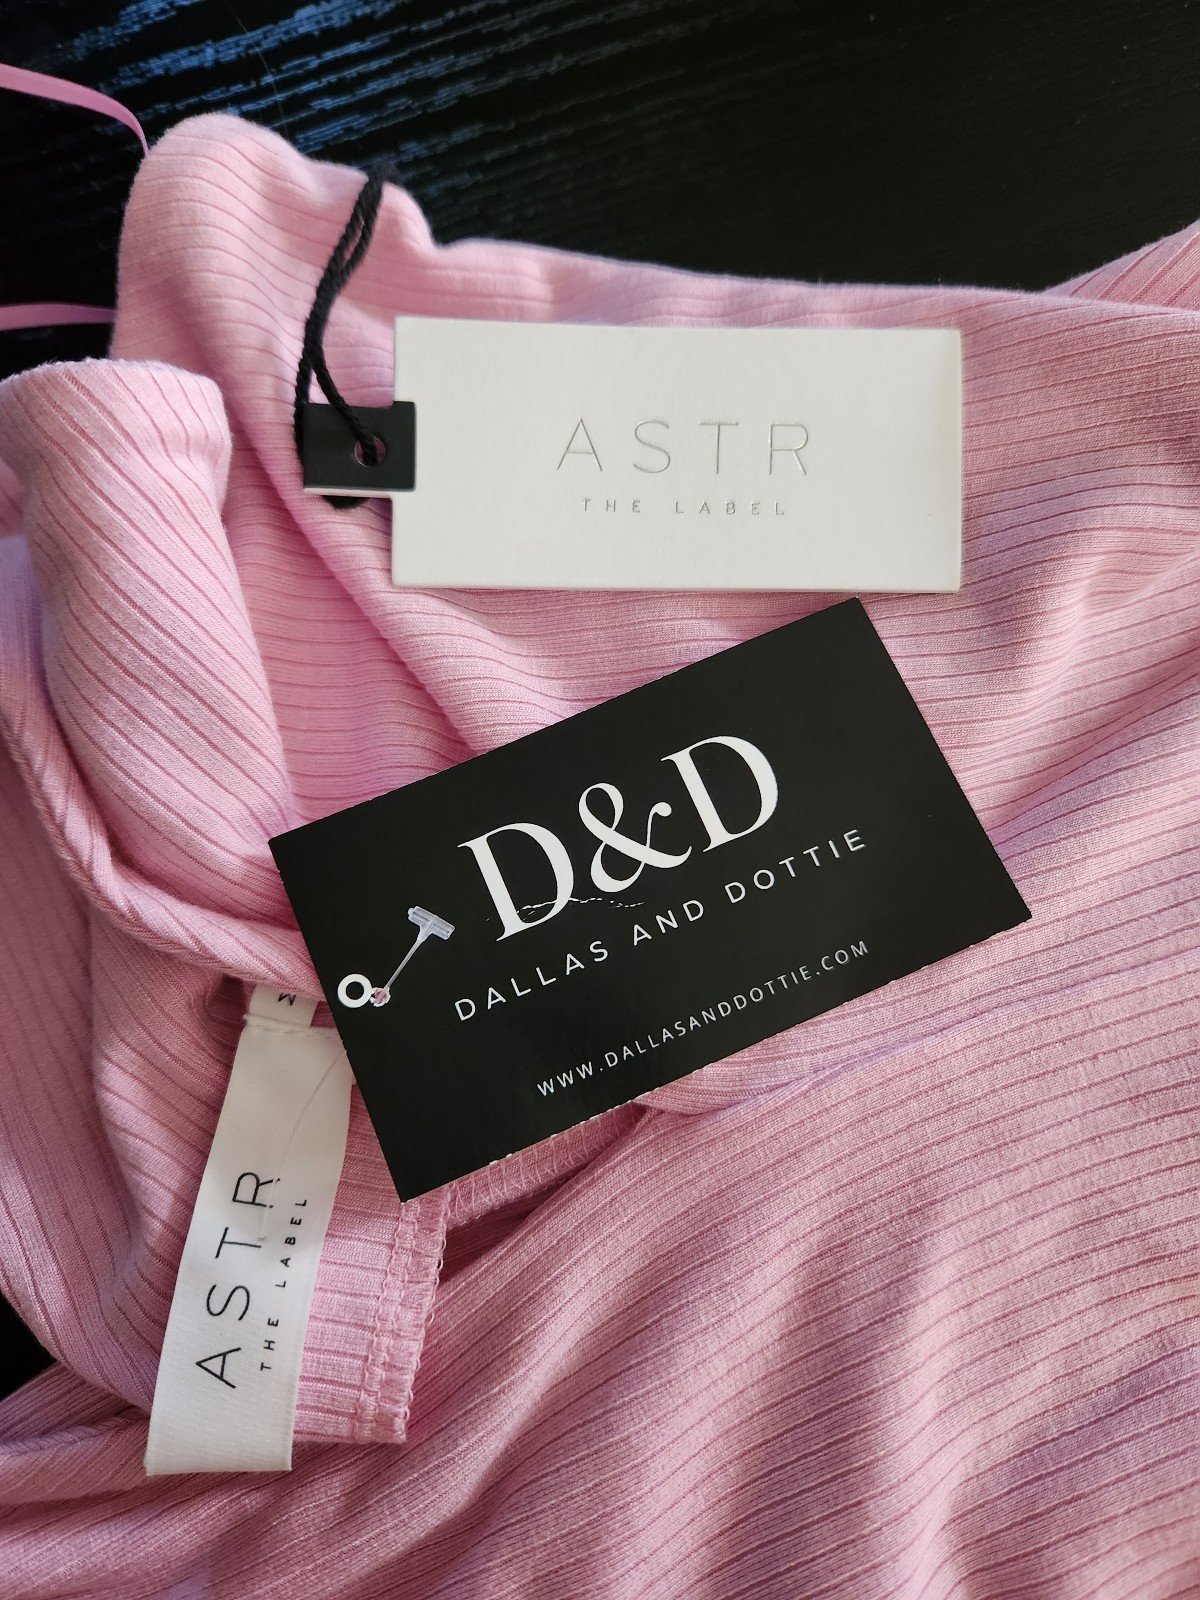 ASTR
THE LABEL
D&D
DALLAS AND DOTTIE
WWW.DALLASANDDOTTIE.COM
M
ASTR
THE LABEL